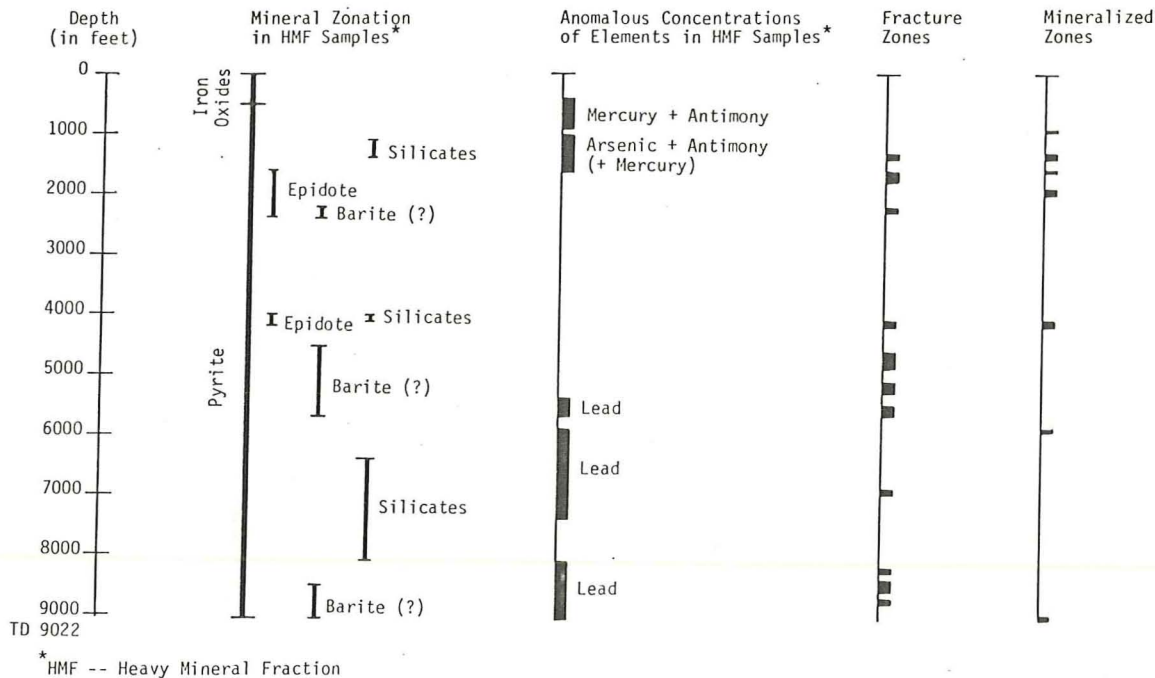 Depth
(in feet)
Mineral Zonation
in HMF Samples*
Anomalous Concentrations
of Elements in HMF Samples*
Fracture
Zones
Mineralized
Zones
0
1000
2000
3000
4000
5000
6000
7000
8000
9000
TD 9022
Iron
Oxides
Pyrite
Silicates
Epidote
Barite (?)
Epidote
Silicates
Barite (?)
Silicates
Barite (?)
Mercury + Antimony
Arsenic + Antimony
(+ Mercury)
Lead
Lead
Lead
*HMF -- Heavy Mineral Fraction